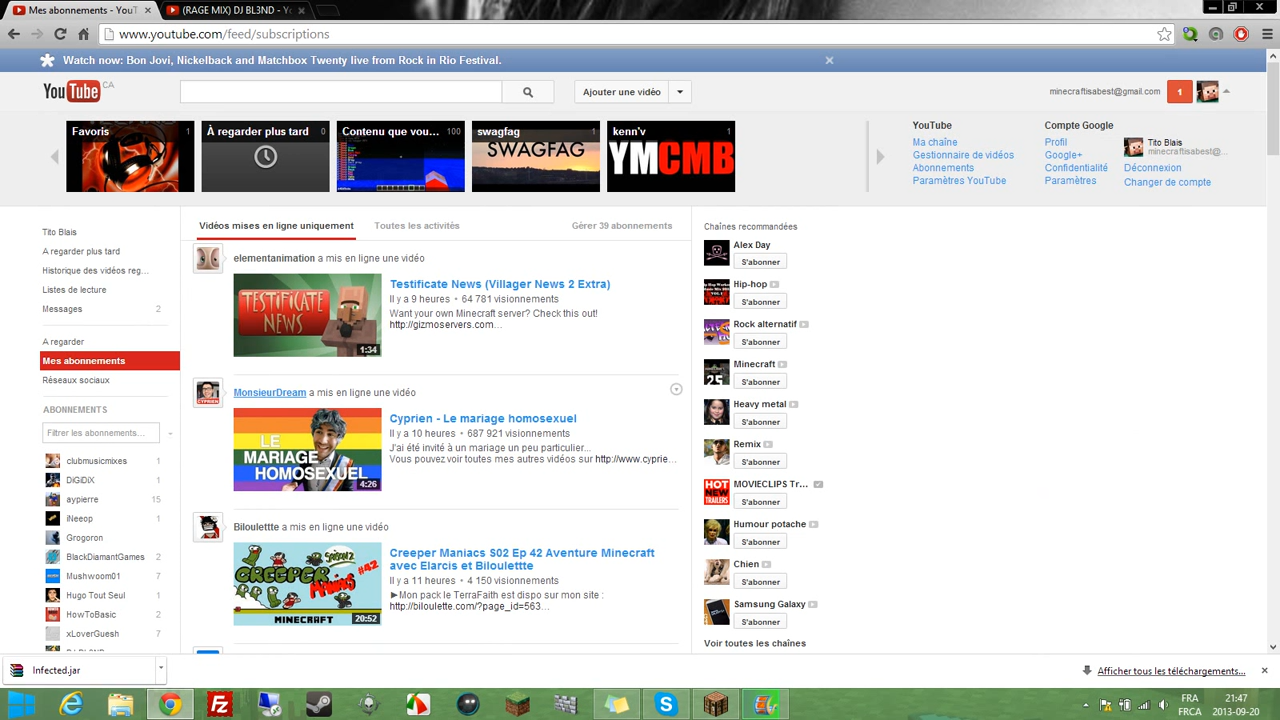 Mes abonnements - YouT
(RAGE MIX) DJ BL3ND - Yo
www.youtube.com/feed/subscriptions
Watch now: Bon Jovi, Nickelback and Matchbox Twenty live from Rock in Rio Festival.
YouTube CA
Ajouter une vidéo
minecraftisabest@gmail.com
1
Favoris 1
À regarder plus tard 0
Contenu que vou... 100
swagfag 1
SWAGFAG
kenn'v 1
YMCMB
YouTube
Ma chaîne
Gestionnaire de vidéos
Abonnements
Paramètres YouTube
Compte Google
Profil
Google+
Confidentialité
Paramètres
Tito Blais
minecraftisabest@...
Déconnexion
Changer de compte
Tito Blais
A regarder plus tard
Historique des vidéos reg...
Listes de lecture
Messages 2
A regarder
Mes abonnements
Réseaux sociaux
ABONNEMENTS
Filtrer les abonnements...
clubmusicmixes 1
DiGiDiX 1
aypierre 15
iNeeop 1
Grogoron
BlackDiamantGames 2
Mushwoom01 7
Hugo Tout Seul 1
HowToBasic 2
xLoverGuesh 7
Vidéos mises en ligne uniquement
Toutes les activités
Gérer 39 abonnements
elementanimation a mis en ligne une vidéo
TESTIFICATE NEWS
1:34
Testificate News (Villager News 2 Extra)
Il y a 9 heures • 64 781 visionnements
Want your own Minecraft server? Check this out!
http://gizmoservers.com...
MonsieurDream a mis en ligne une vidéo
CYPRIEN
LE
MARIAGE
HOMOSEXUEL
4:26
Cyprien - Le mariage homosexuel
Il y a 10 heures • 687 921 visionnements
J'ai été invité à un mariage un peu particulier...
Vous pouvez voir toutes mes autres vidéos sur http://www.cyprie...
Biloulettte a mis en ligne une vidéo
SAISON 2
CREEPER
MANIACS
#42
MINECRAFT
20:52
Creeper Maniacs S02 Ep 42 Aventure Minecraft
avec Elarcis et Biloulettte
Il y a 11 heures • 4 150 visionnements
►Mon pack le TerraFaith est dispo sur mon site :
http://biloulette.com/?page_id=563...
Chaînes recommandées
Alex Day
S'abonner
Hip-hop
S'abonner
Rock alternatif
S'abonner
Minecraft
S'abonner
25
Heavy metal
S'abonner
Remix
S'abonner
HOT NEW TRAILERS
MOVIECLIPS Tr...
S'abonner
Humour potache
S'abonner
Chien
S'abonner
Samsung Galaxy
S'abonner
Voir toutes les chaînes
Infected.jar
Afficher tous les téléchargements...
FRA
FRCA
21:47
2013-09-20